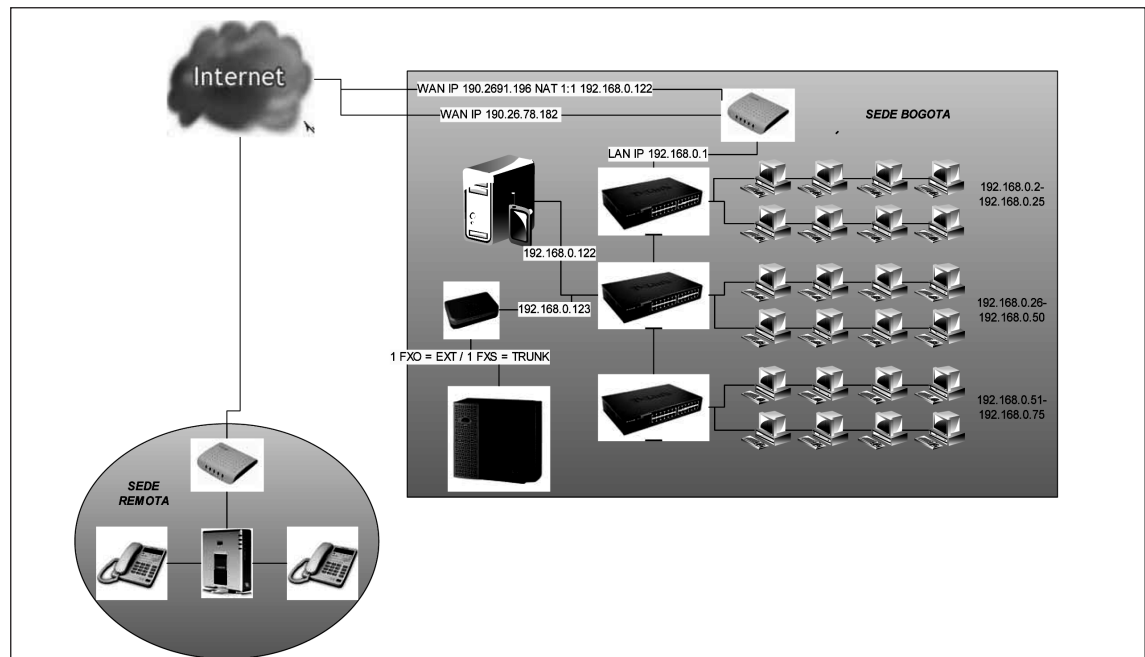 Internet
WAN IP 190.2691.196 NAT 1:1 192.168.0.122
WAN IP 190.26.78.182
SEDE BOGOTA
LAN IP 192.168.0.1
192.168.0.2-
192.168.0.25
192.168.0.122
192.168.0.26-
192.168.0.50
192.168.0.123
1 FXO = EXT / 1 FXS = TRUNK
192.168.0.51-
192.168.0.75
SEDE
REMOTA